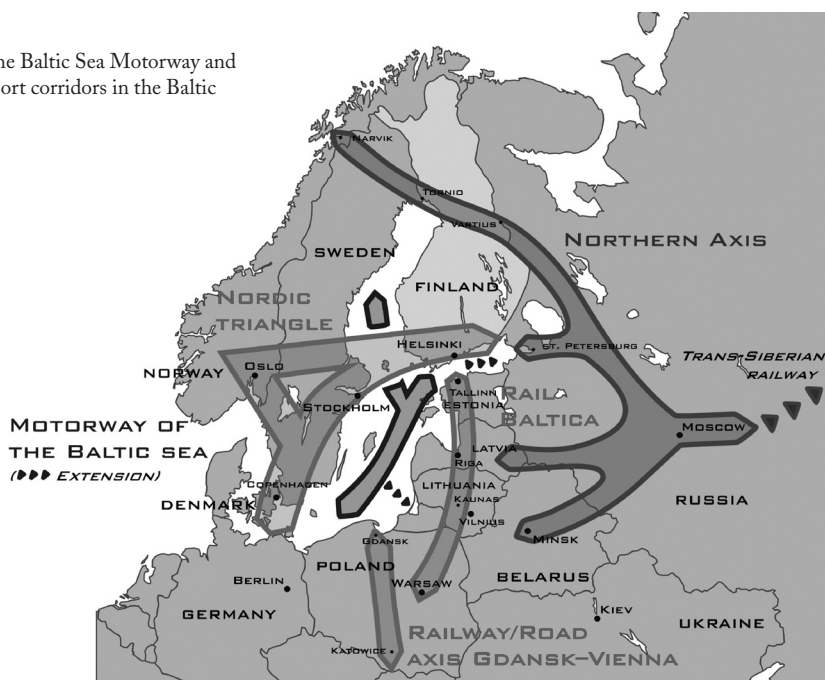 he Baltic Sea Motorway and
ort corridors in the Baltic
Narvik
Tornio
Vartius
Northern Axis
SWEDEN
FINLAND
Nordic
Triangle
Helsinki
St. Petersburg
Trans-Siberian
railway
NORWAY
Oslo
Tallinn
Stockholm
ESTONIA
Rail
Baltica
Motorway of
the Baltic sea
(Extension)
LATVIA
Moscow
Riga
Copenhagen
LITHUANIA
Kaunas
DENMARK
Vilnius
RUSSIA
Gdansk
Minsk
POLAND
Berlin
Warsaw
BELARUS
GERMANY
Kiev
UKRAINE
Railway/Road
axis Gdansk–Vienna
Katowice